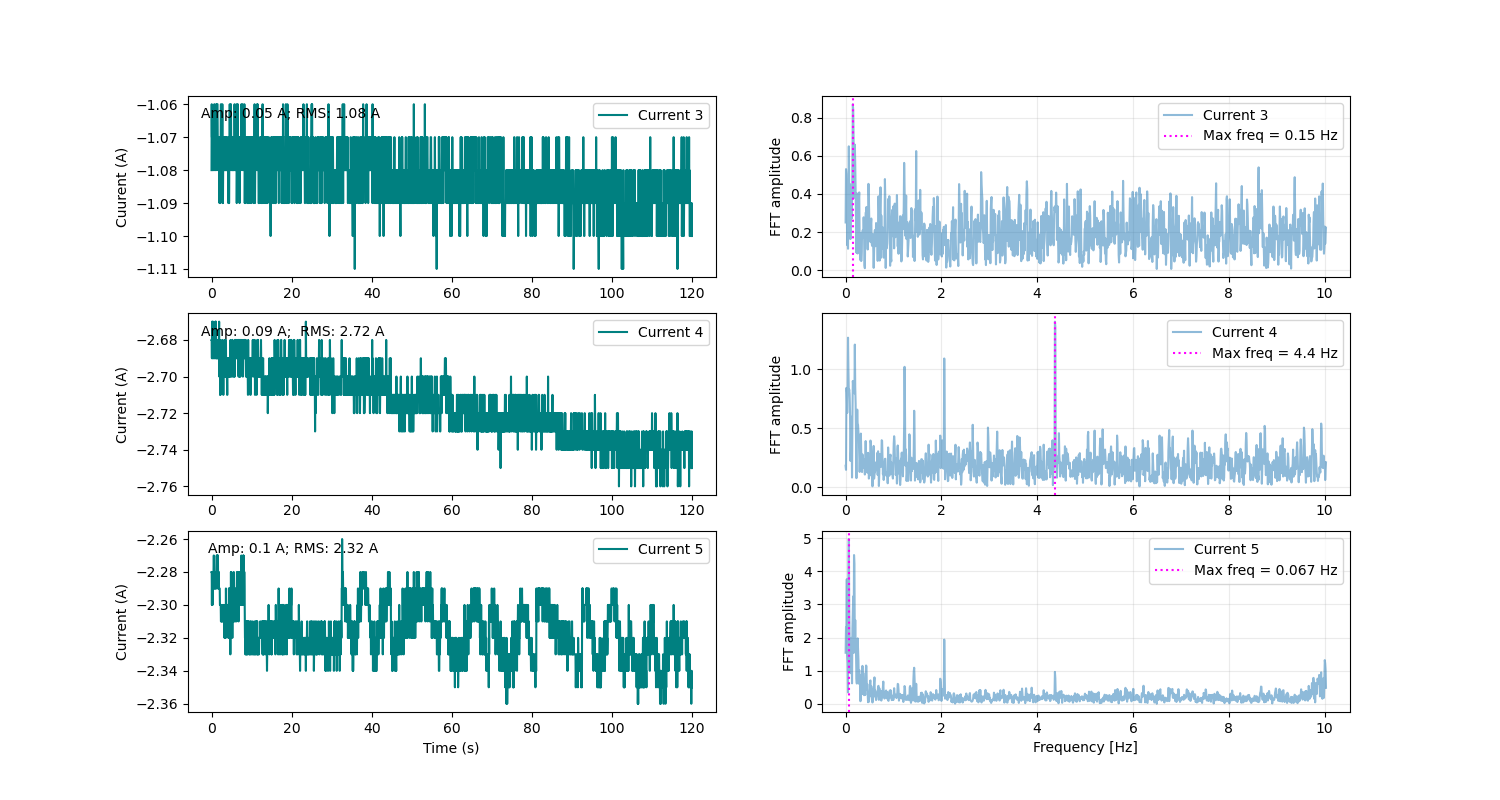 Cuurent (A)
−1.06
−1.07
−1.08
−1.09
−1.10
−1.11
Amp: 0.05 A; RMS: 1.08 A
Current 3
0 20 40 60 80 100 120
FFT amplitude
0.8
0.6
0.4
0.2
0.0
Current 3
Max freq = 0.15 Hz
0 2 4 6 8 10
Current (A)
−2.68
−2.70
−2.72
−2.74
−2.76
Amp: 0.09 A;  RMS: 2.72 A
Current 4
0 20 40 60 80 100 120
FFT amplitude
1.0
0.5
0.0
Current 4
Max freq = 4.4 Hz
0 2 4 6 8 10
Current (A)
−2.26
−2.28
−2.30
−2.32
−2.34
−2.36
Amp: 0.1 A; RMS: 2.32 A
Current 5
0 20 40 60 80 100 120
Time (s)
FFT amplitude
5
4
3
2
1
0
Current 5
Max freq = 0.067 Hz
0 2 4 6 8 10
Frequency [Hz]